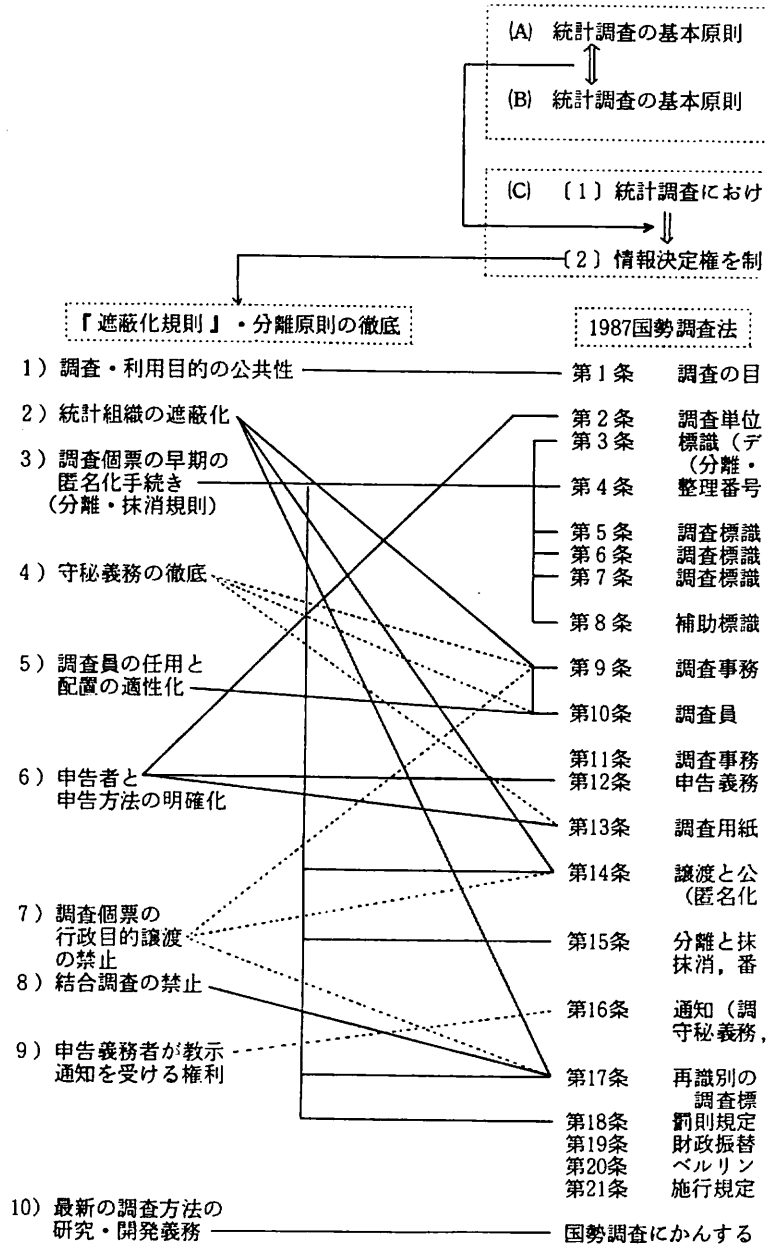 (A) 統計調査の基本原則
(B) 統計調査の基本原則
(C) 〔1〕統計調査におけ
〔2〕情報決定権を制
『遮蔽化規則』・分離原則の徹底
1) 調査・利用目的の公共性
2) 統計組織の遮蔽化
3) 調査個票の早期の
匿名化手続き
(分離・抹消規則)
4) 守秘義務の徹底
5) 調査員の任用と
配置の適性化
6) 申告者と
申告方法の明確化
7) 調査個票の
行政目的譲渡
の禁止
8) 結合調査の禁止
9) 申告義務者が教示
通知を受ける権利
10) 最新の調査方法の
研究・開発義務
1987国勢調査法
第1条 調査の目
第2条 調査単位
第3条 標識(デ
(分離・
第4条 整理番号
第5条 調査標識
第6条 調査標識
第7条 調査標識
第8条 補助標識
第9条 調査事務
第10条 調査員
第11条 調査事務
第12条 申告義務
第13条 調査用紙
第14条 譲渡と公
(匿名化
第15条 分離と抹
抹消,番
第16条 通知(調
守秘義務,
第17条 再識別の
調査標
第18条 罰則規定
第19条 財政振替
第20条 ベルリン
第21条 施行規定
国勢調査にかんする